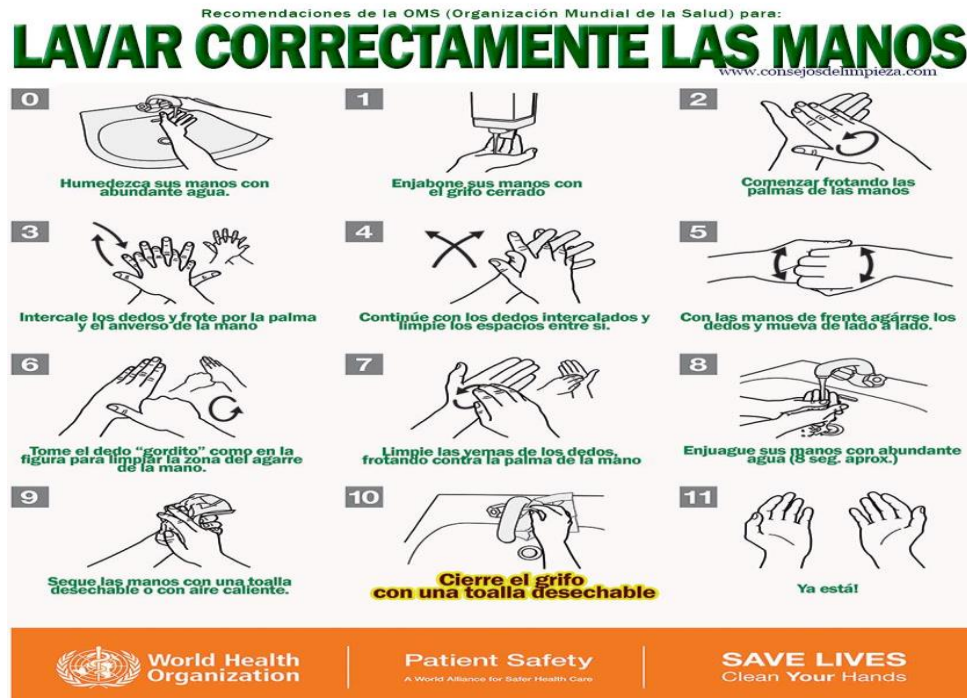 Recomendaciones de la OMS (Organización Mundial de la Salud) para:
LAVAR CORRECTAMENTE LAS MANOS
www.consejosdelimpieza.com
0
Humedezca sus manos con
abundante agua.
1
Enjabone sus manos con
el grifo cerrado
2
Comenzar frotando las
palmas de las manos
3
Intercale los dedos y frote por la palma
y el anverso de la mano
4
Continúe con los dedos intercalados y
limpie los espacios entre sí.
5
Con las manos de frente agárrse los
dedos y mueva de lado a lado.
6
Tome el dedo "gordito" como en la
figura para limpiar la zona del agarre
de la mano.
7
Limpie las yemas de los dedos,
frotando contra la palma de la mano
8
Enjuague sus manos con abundante
agua (8 seg. aprox.)
9
Seque las manos con una toalla
desechable o con aire caliente.
10
Cierre el grifo
con una toalla desechable
11
Ya está!
World Health
Organization
Patient Safety
A World Alliance for Safer Health Care
SAVE LIVES
Clean Your Hands